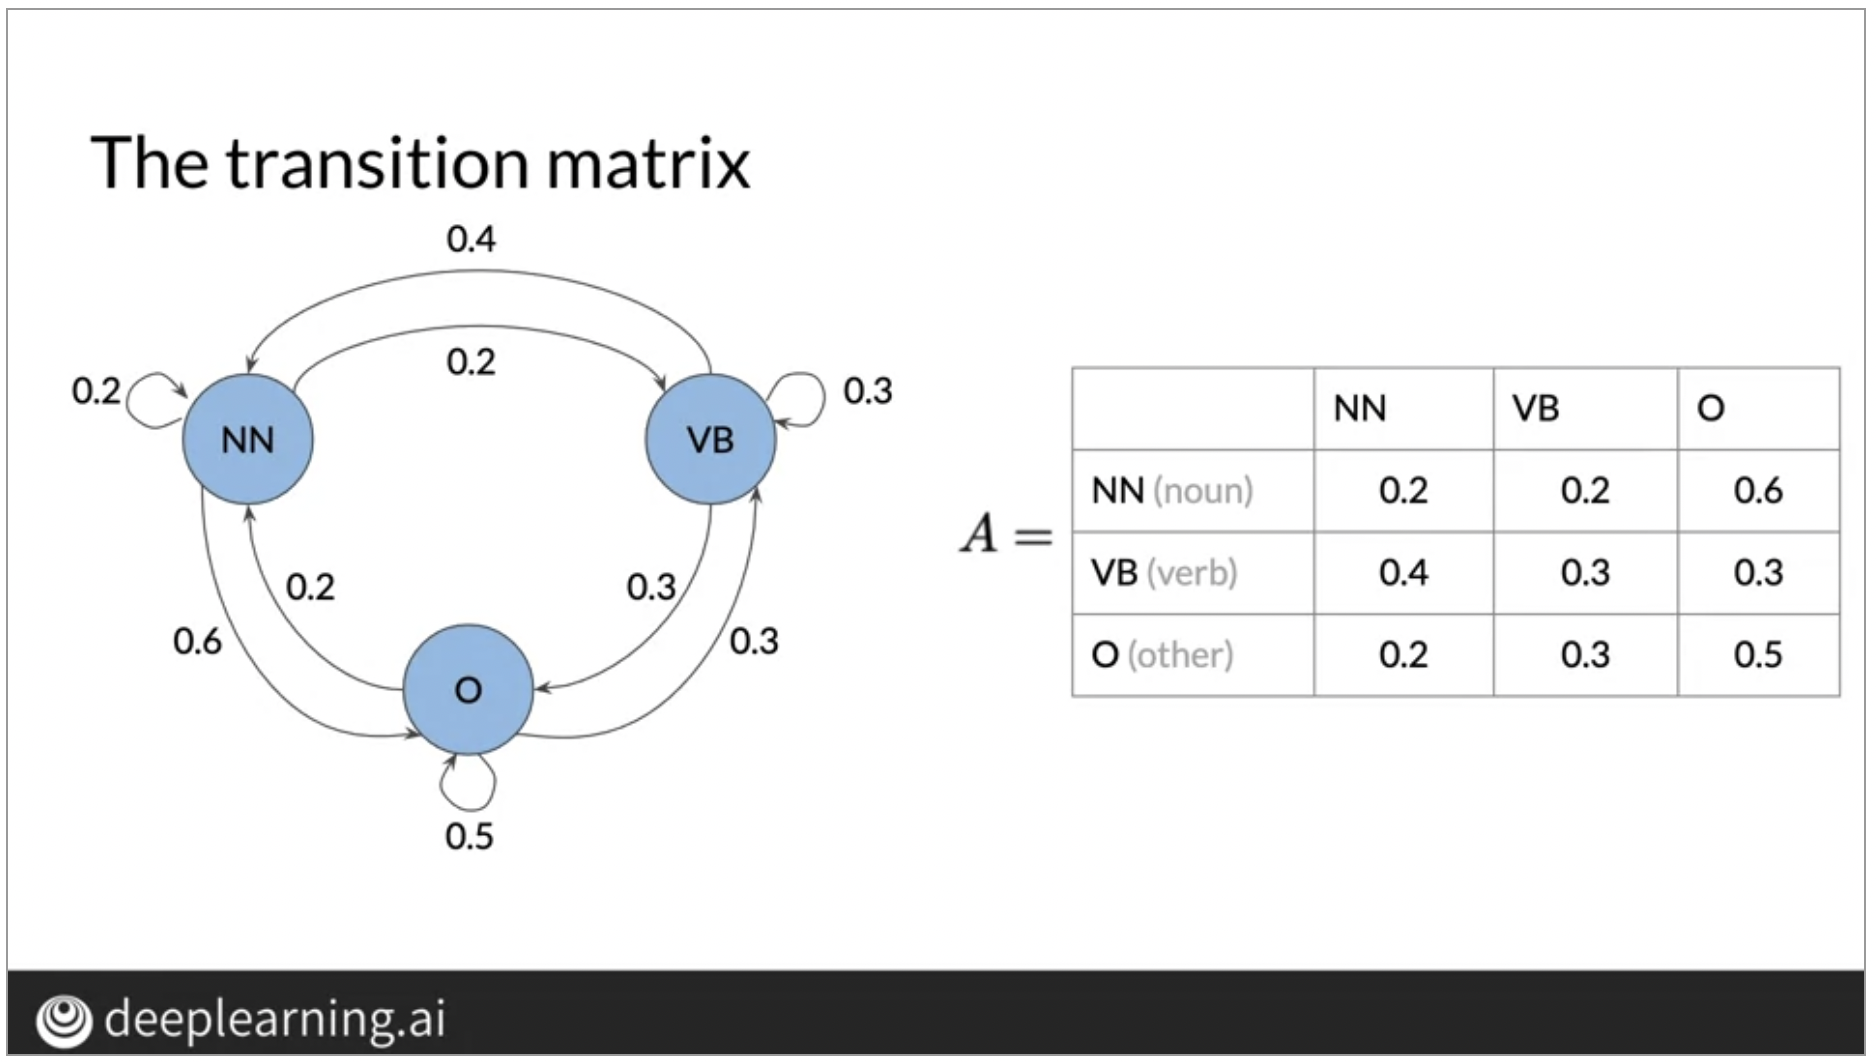 The transition matrix
0.4
0.2
0.2
0.3
NN
VB
0.2
0.3
0.6
0.3
O
0.5
A =
NN VB O
NN (noun) 0.2 0.2 0.6
VB (verb) 0.4 0.3 0.3
O (other) 0.2 0.3 0.5
deeplearning.ai